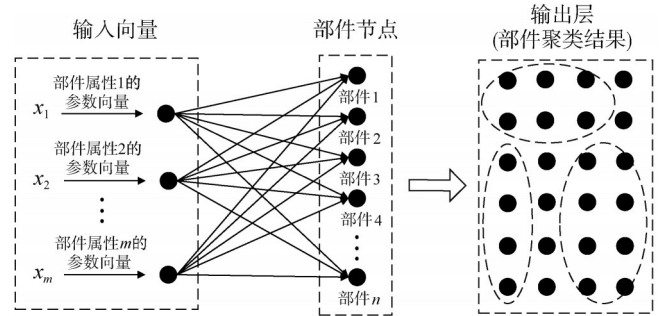 输入向量
部件节点
输出层
(部件聚类结果)
部件属性1的
x1
参数向量
部件属性2的
x2
参数向量
部件属性m的
xm
参数向量
部件1
部件2
部件3
部件4
部件n